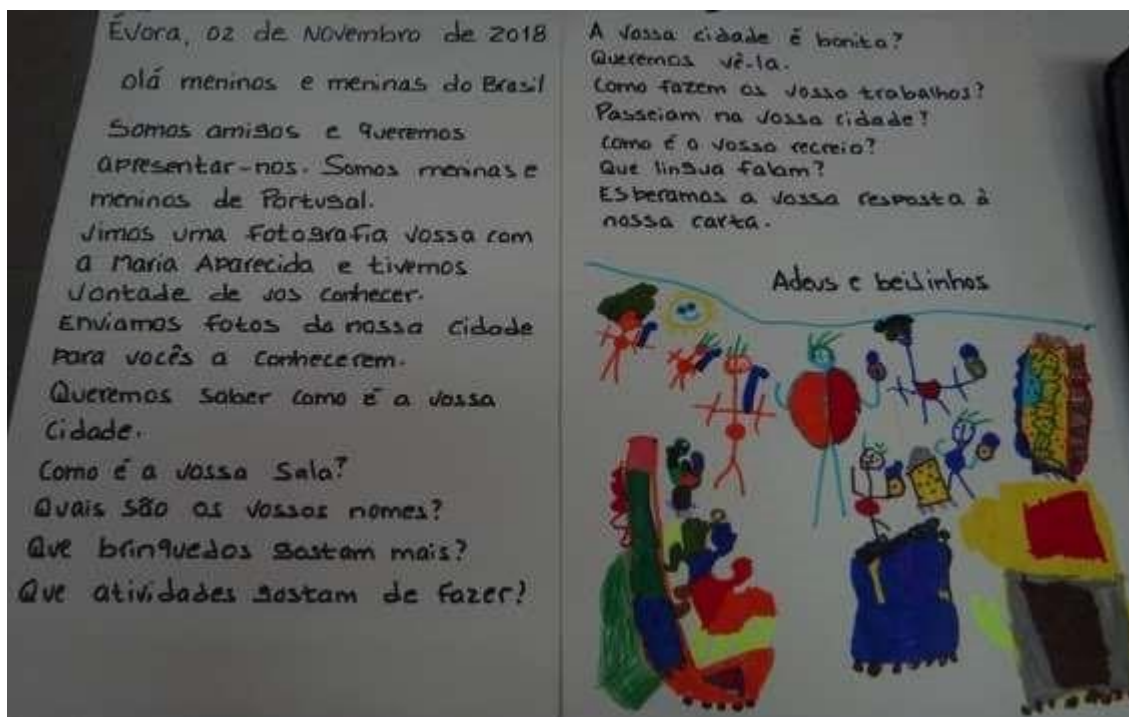 Évora, 02 de Novembro de 2018
olá meninos e meninas do Brasil
Somos amigos e queremos
apresentar-nos. Somos meninas e
meninos de Portugal.
Vimos uma Fotografia Vossa com
a Maria Aparecida e tivemos
Vontade de vos conhecer.
Enviamos fotos da nossa cidade
para vocês a conhecerem.
Queremos saber como é a vossa
Cidade.
Como é a vossa Sala?
Quais são os vossos nomes?
Que brinquedos gostam mais?
Que atividades gostam de fazer?
A vossa cidade é bonita?
Queremos vê-la.
Como fazem os vosso trabalhos?
Passeiam na vossa cidade?
Como é o vosso recreio?
Que lingua falam?
Esperamos a vossa resposta à
nossa carta.
Adeus e beijinhos